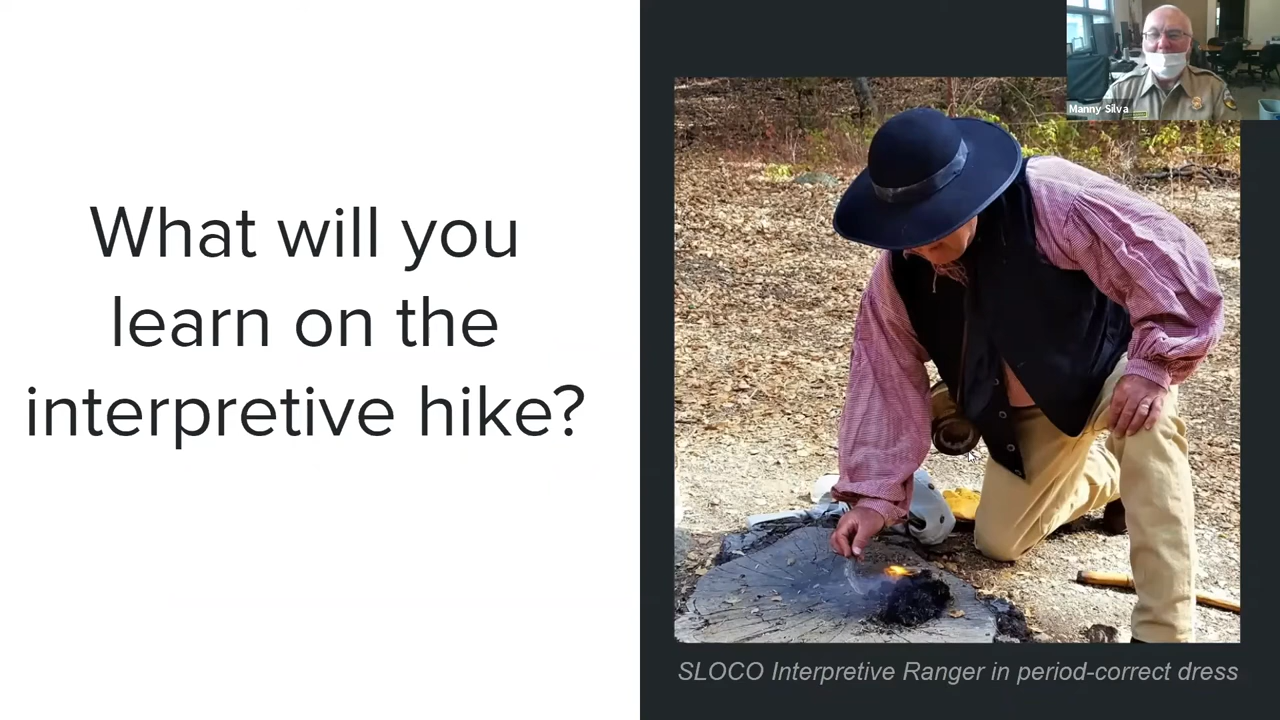 What will you
learn on the
interpretive hike?
Manny Silva
SLOCO Interpretive Ranger in period-correct dress